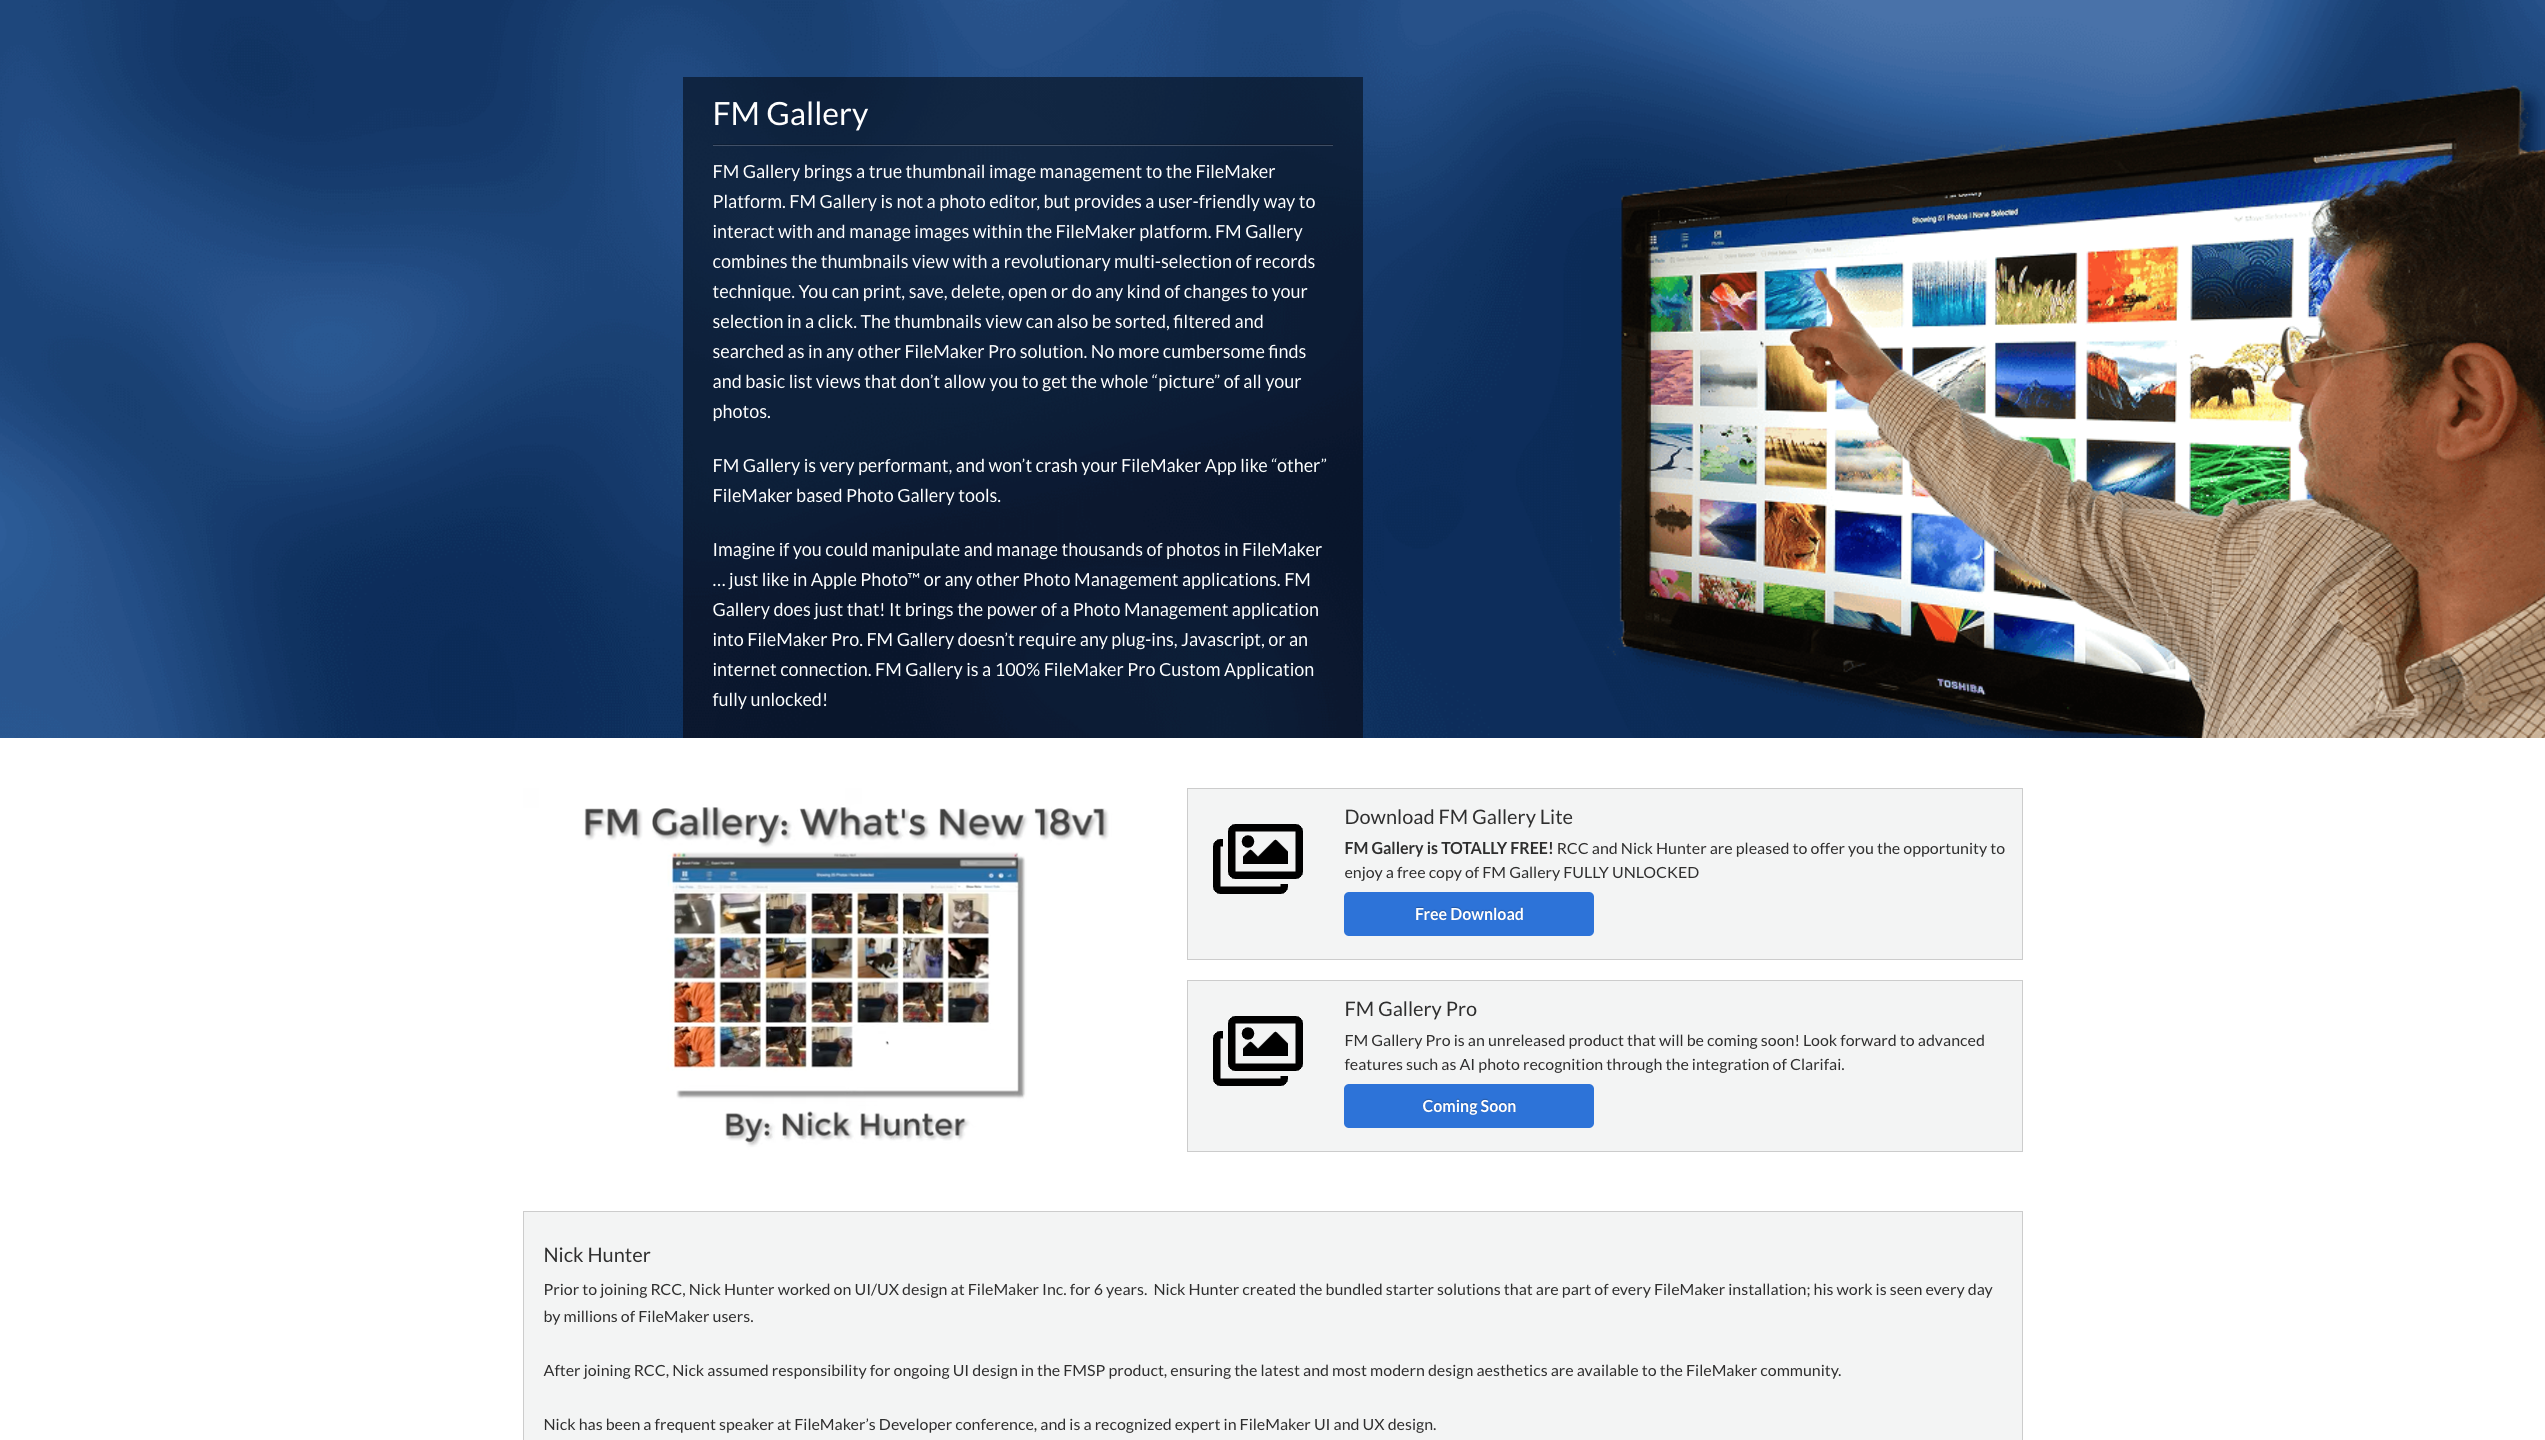 FM Gallery
FM Gallery brings a true thumbnail image management to the FileMaker
Platform. FM Gallery is not a photo editor, but provides a user-friendly way to
interact with and manage images within the FileMaker platform. FM Gallery
combines the thumbnails view with a revolutionary multi-selection of records
technique. You can print, save, delete, open or do any kind of changes to your
selection in a click. The thumbnails view can also be sorted, filtered and
searched as in any other FileMaker Pro solution. No more cumbersome finds
and basic list views that don’t allow you to get the whole “picture” of all your
photos.
FM Gallery is very performant, and won’t crash your FileMaker App like “other”
FileMaker based Photo Gallery tools.
Imagine if you could manipulate and manage thousands of photos in FileMaker
… just like in Apple Photo™ or any other Photo Management applications. FM
Gallery does just that! It brings the power of a Photo Management application
into FileMaker Pro. FM Gallery doesn’t require any plug-ins, Javascript, or an
internet connection. FM Gallery is a 100% FileMaker Pro Custom Application
fully unlocked!
Showing 51 Photos | None Selected
TOSHIBA
FM Gallery: What's New 18v1
By: Nick Hunter
Download FM Gallery Lite
FM Gallery is TOTALLY FREE! RCC and Nick Hunter are pleased to offer you the opportunity to
enjoy a free copy of FM Gallery FULLY UNLOCKED
Free Download
FM Gallery Pro
FM Gallery Pro is an unreleased product that will be coming soon! Look forward to advanced
features such as AI photo recognition through the integration of Clarifai.
Coming Soon
Nick Hunter
Prior to joining RCC, Nick Hunter worked on UI/UX design at FileMaker Inc. for 6 years.  Nick Hunter created the bundled starter solutions that are part of every FileMaker installation; his work is seen every day
by millions of FileMaker users.
After joining RCC, Nick assumed responsibility for ongoing UI design in the FMSP product, ensuring the latest and most modern design aesthetics are available to the FileMaker community.
Nick has been a frequent speaker at FileMaker’s Developer conference, and is a recognized expert in FileMaker UI and UX design.